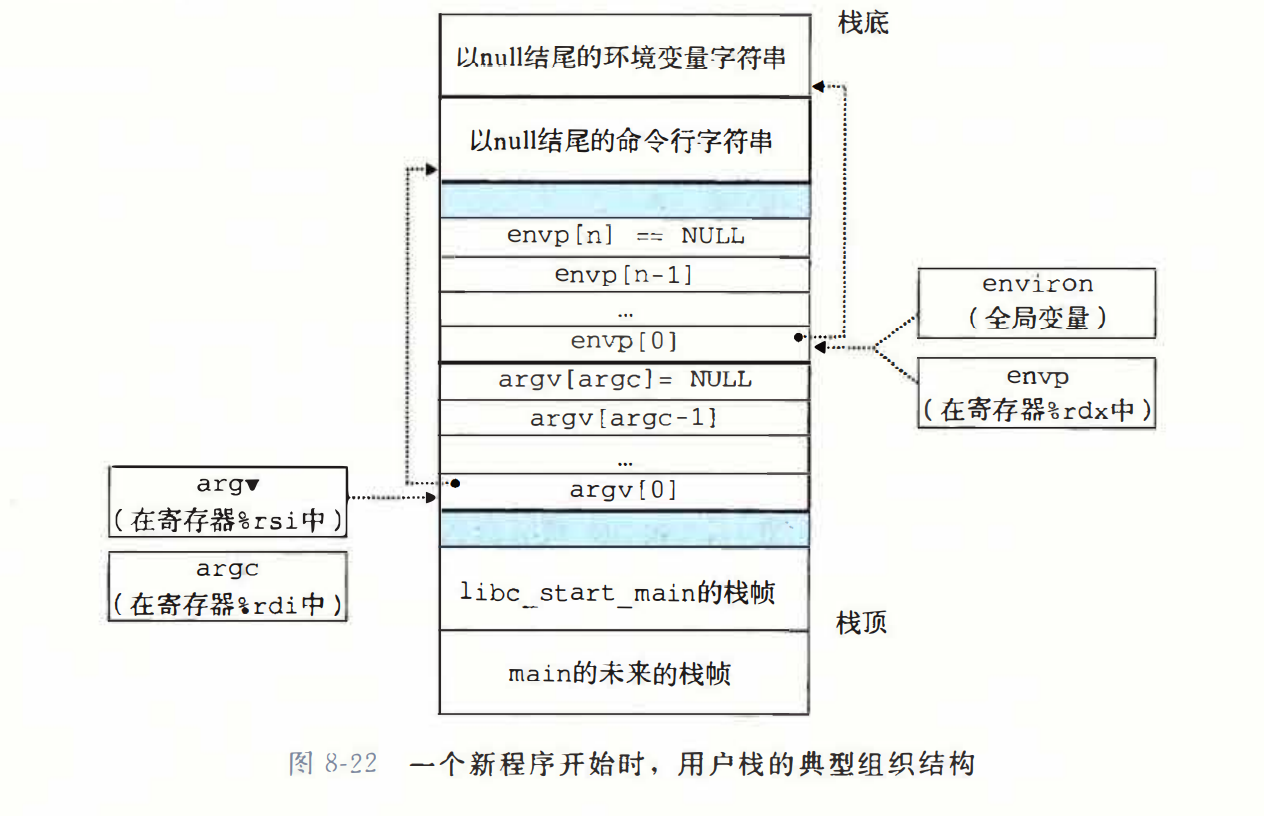 栈底
以null结尾的环境变量字符串
以null结尾的命令行字符串
envp[n] == NULL
envp[n-1]
…
envp[0]
argv[argc]= NULL
argv[argc-1]
…
argv[0]
libc_start_main的栈帧
main的未来的栈帧
栈顶
environ
(全局变量)
envp
(在寄存器%rdx中)
argv
(在寄存器%rsi中)
argc
(在寄存器%rdi中)
图 8-22 一个新程序开始时，用户栈的典型组织结构